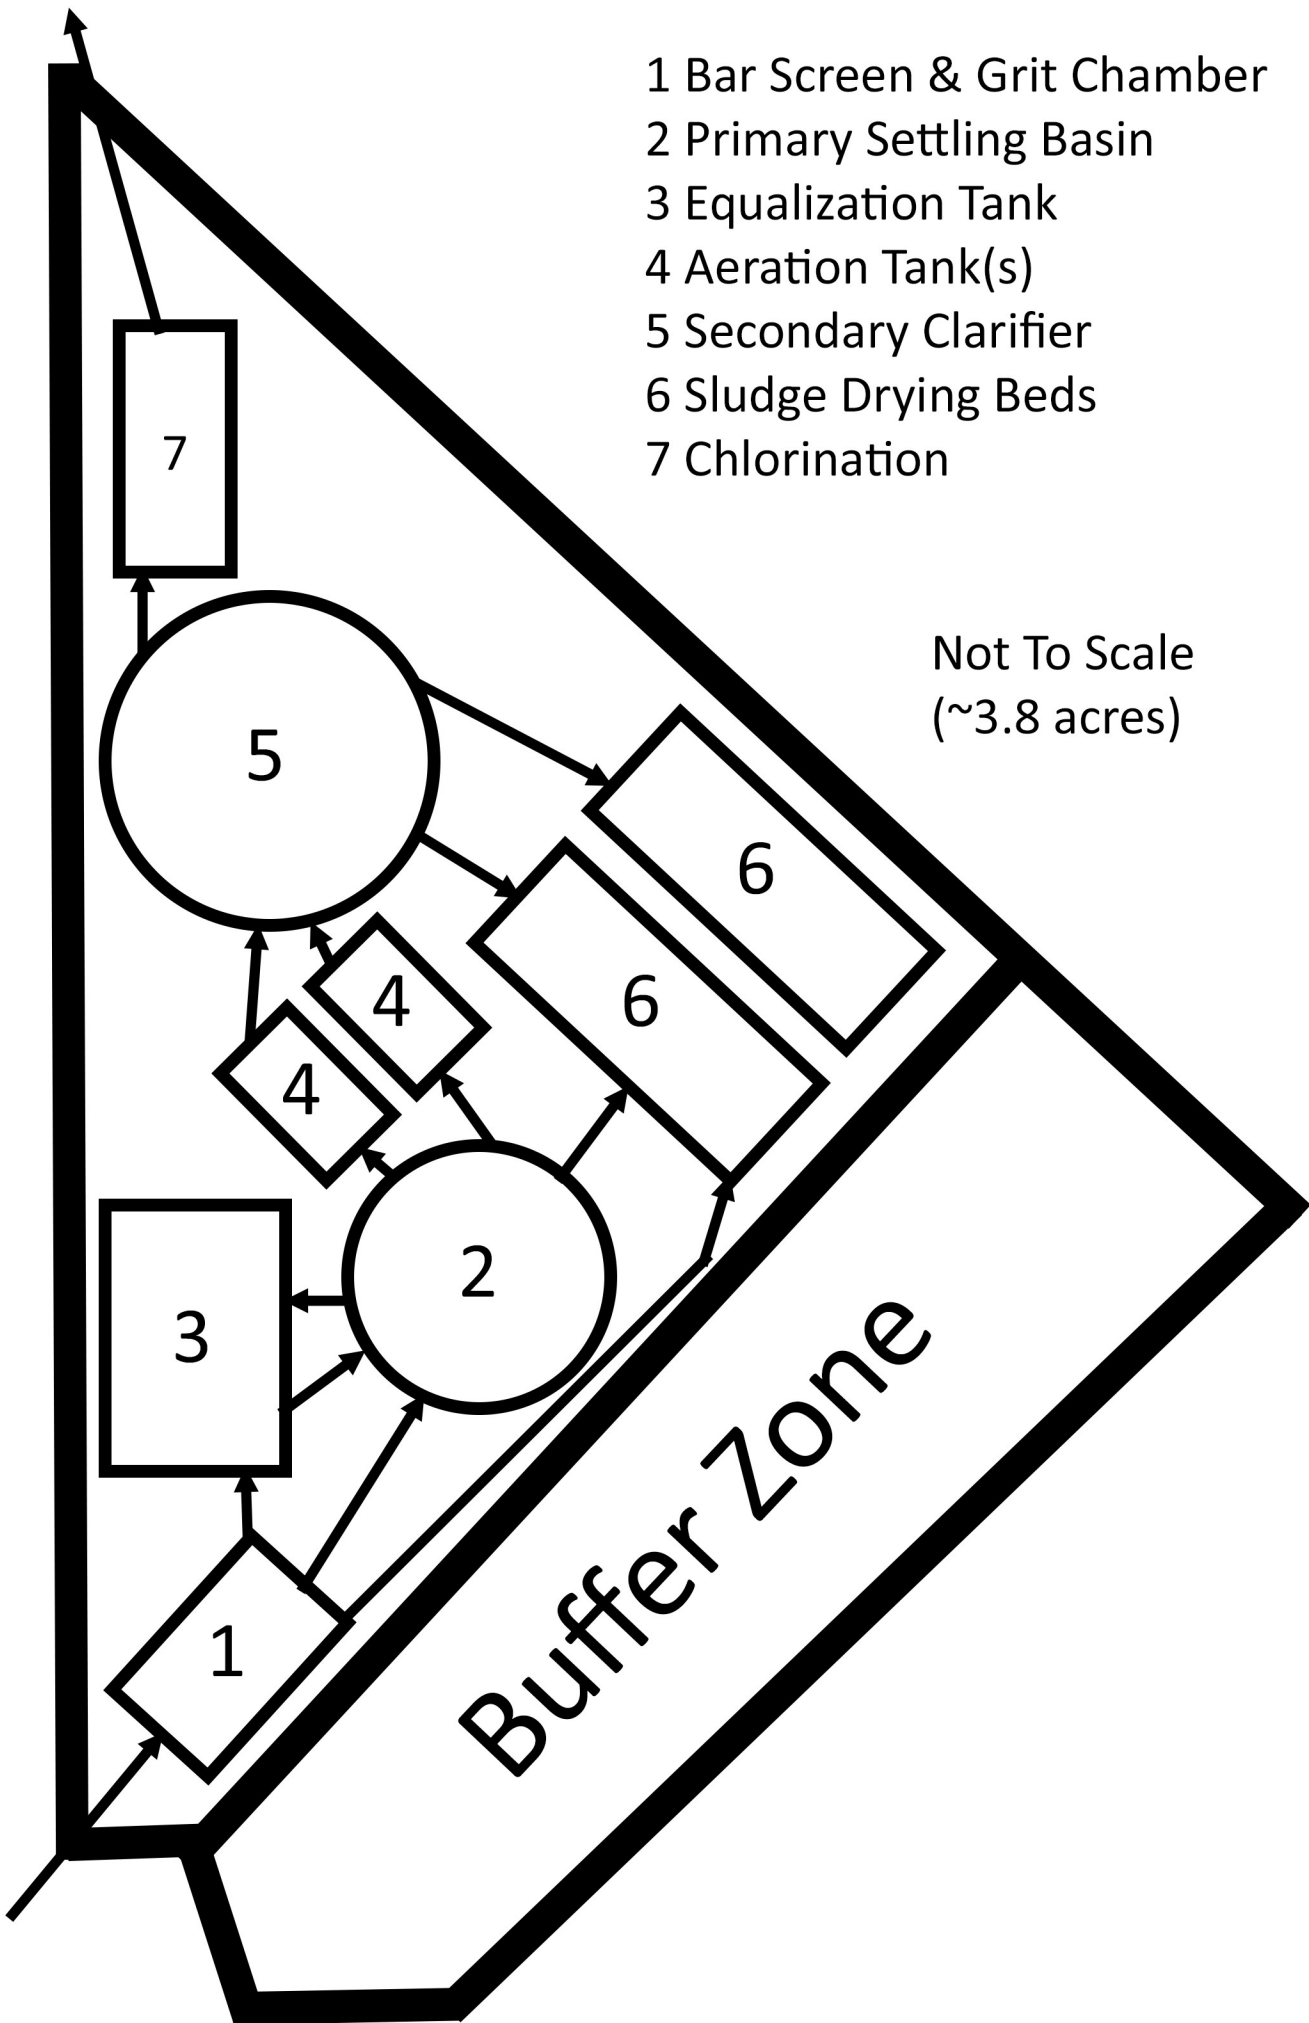 1 Bar Screen & Grit Chamber
2 Primary Settling Basin
3 Equalization Tank
4 Aeration Tank(s)
5 Secondary Clarifier
6 Sludge Drying Beds
7 Chlorination
7
Not To Scale
(~3.8 acres)
5
6
6
4
4
2
3
1
Buffer Zone